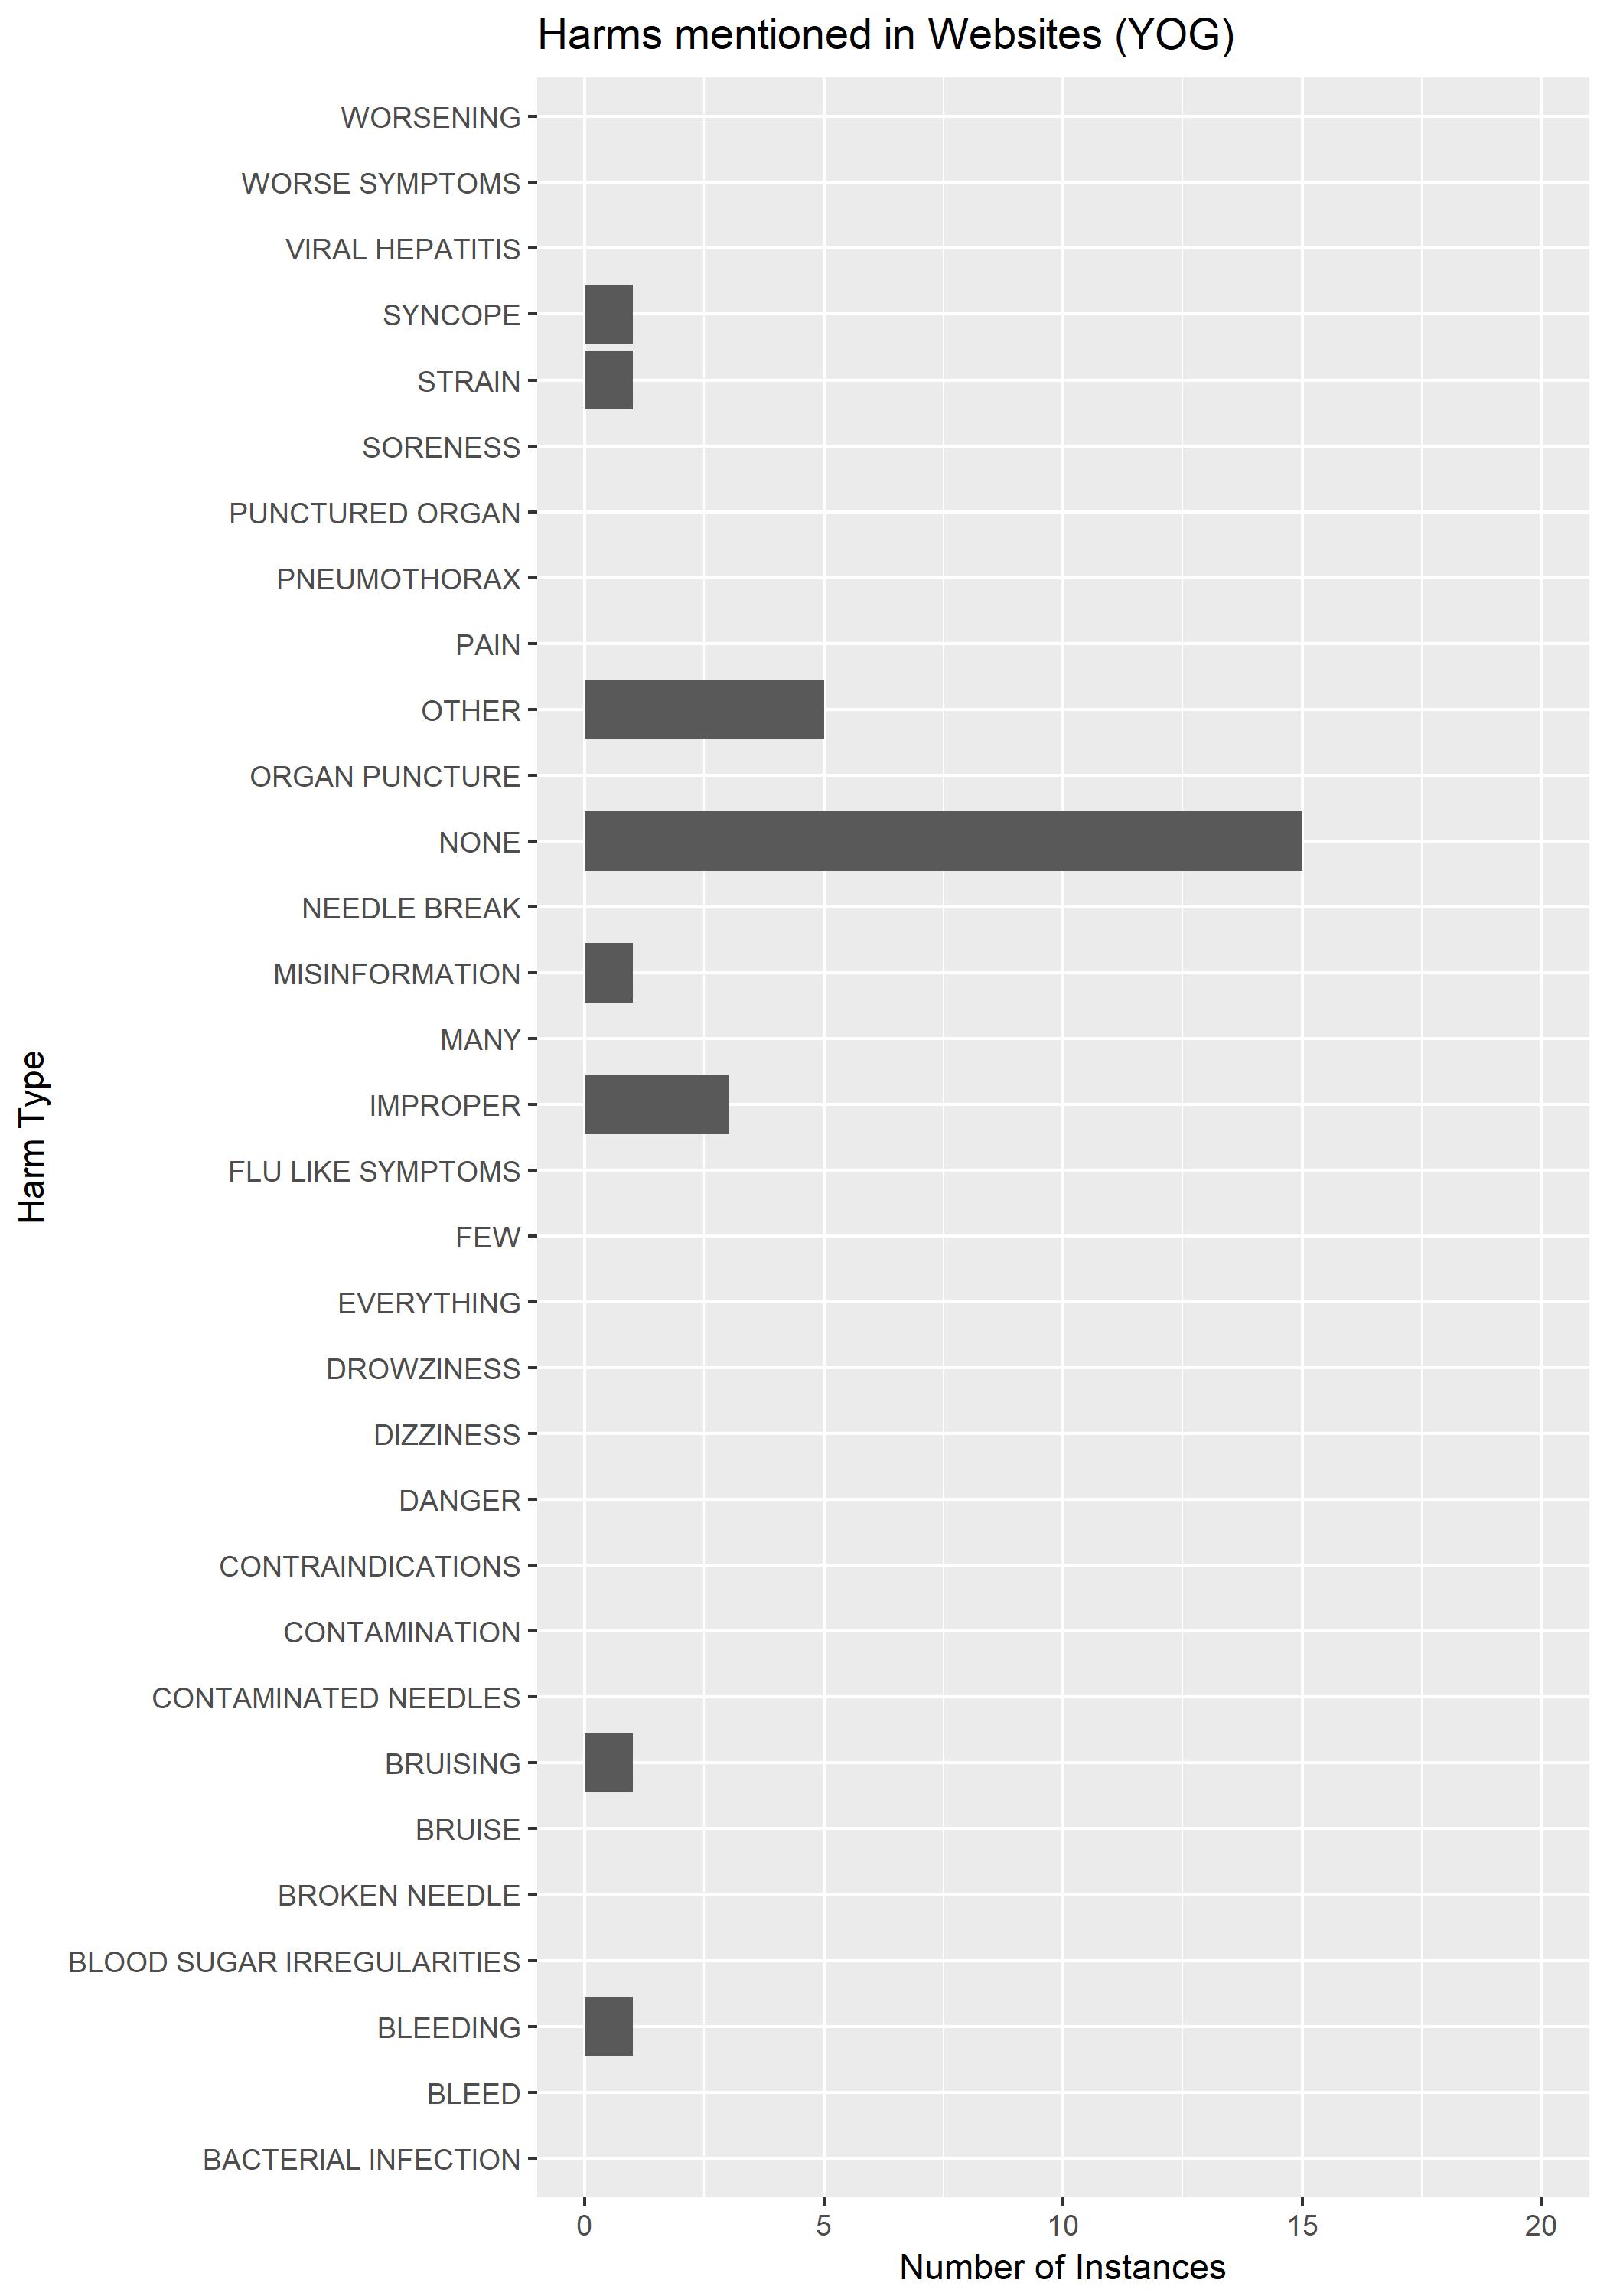 Harms mentioned in Websites (YOG)
WORSENING
WORSE SYMPTOMS
VIRAL HEPATITIS
SYNCOPE
STRAIN
SORENESS
PUNCTURED ORGAN
PNEUMOTHORAX
PAIN
OTHER
ORGAN PUNCTURE
NONE
NEEDLE BREAK
MISINFORMATION
MANY
IMPROPER
FLU LIKE SYMPTOMS
FEW
EVERYTHING
DROWZINESS
DIZZINESS
DANGER
CONTRAINDICATIONS
CONTAMINATION
CONTAMINATED NEEDLES
BRUISING
BRUISE
BROKEN NEEDLE
BLOOD SUGAR IRREGULARITIES
BLEEDING
BLEED
BACTERIAL INFECTION
Harm Type
0 5 10 15 20
Number of Instances